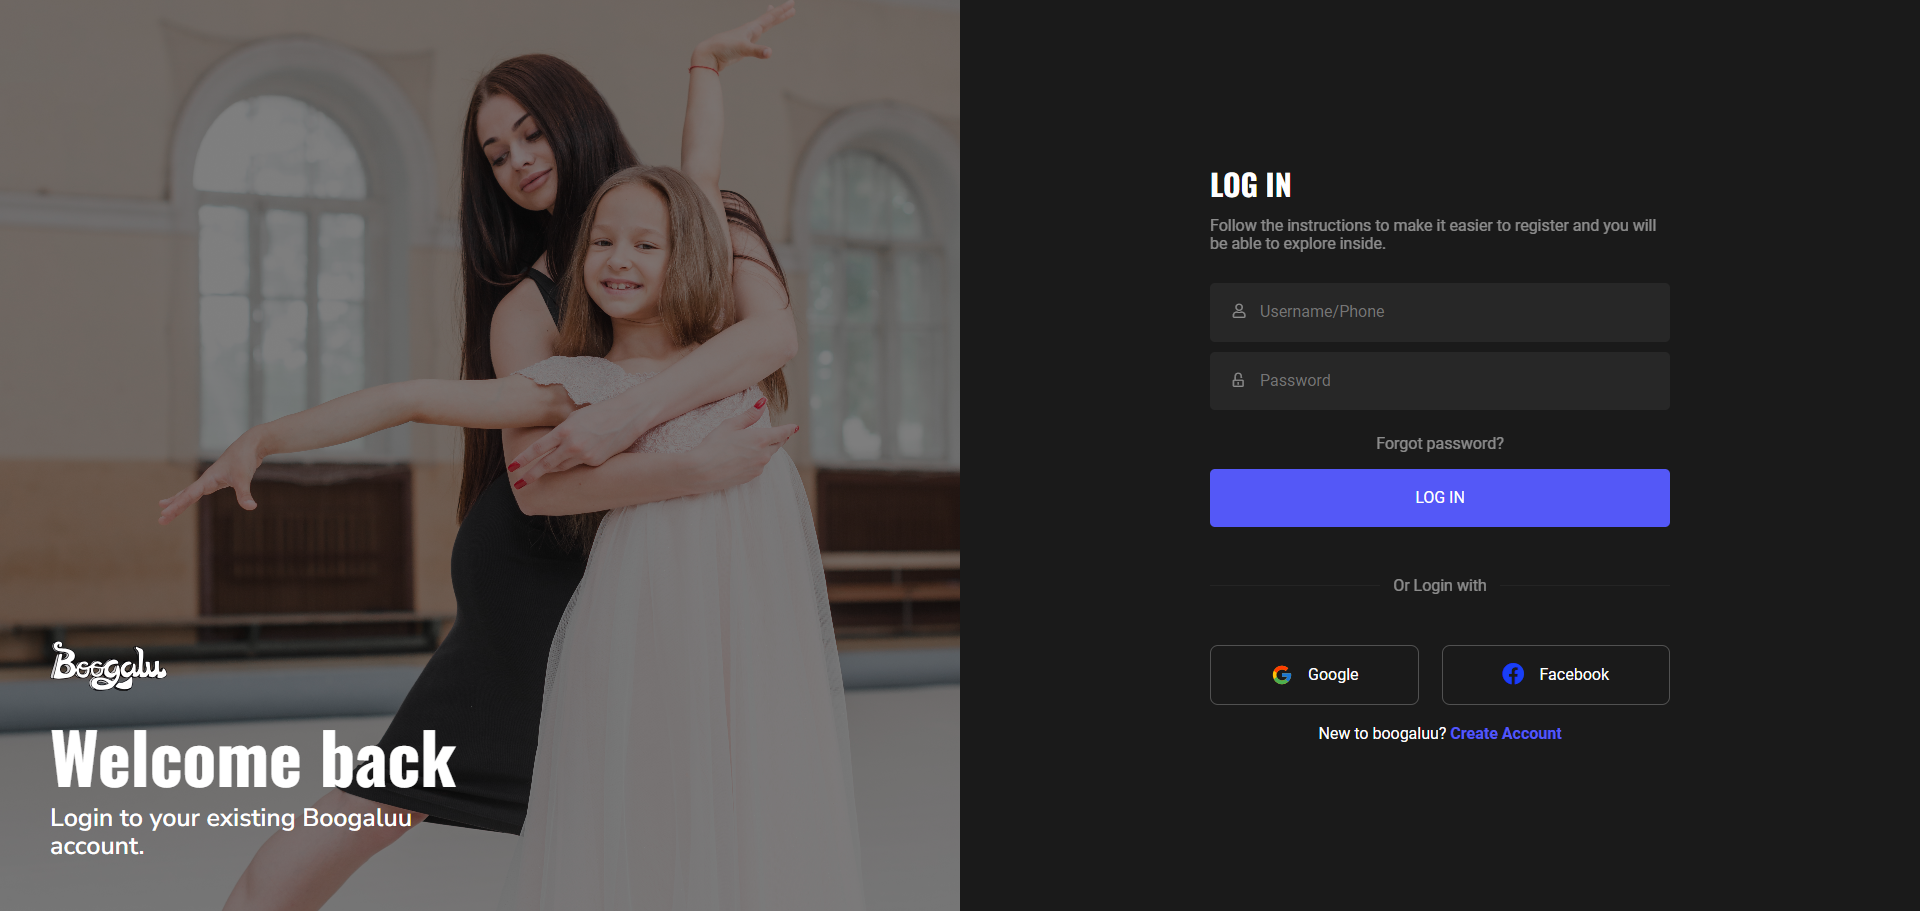 Boogalu
Welcome back
Login to your existing Boogaluu
account.
LOG IN
Follow the instructions to make it easier to register and you will
be able to explore inside.
Username/Phone
Password
Forgot password?
LOG IN
Or Login with
Google
Facebook
New to boogaluu? Create Account